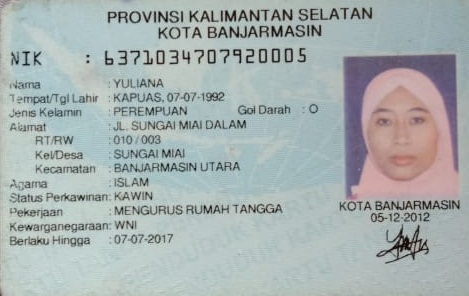 PROVINSI KALIMANTAN SELATAN
KOTA BANJARMASIN
NIK : 6371034707920005
Nama : YULIANA
Tempat/Tgl Lahir : KAPUAS, 07-07-1992
Jenis Kelamin : PEREMPUAN Gol Darah : O
Alamat : JL. SUNGAI MIAI DALAM
RT/RW : 010 / 003
Kel/Desa : SUNGAI MIAI
Kecamatan : BANJARMASIN UTARA
Agama : ISLAM
Status Perkawinan: KAWIN
Pekerjaan : MENGURUS RUMAH TANGGA
Kewarganegaraan: WNI
Berlaku Hingga : 07-07-2017
KOTA BANJARMASIN
05-12-2012